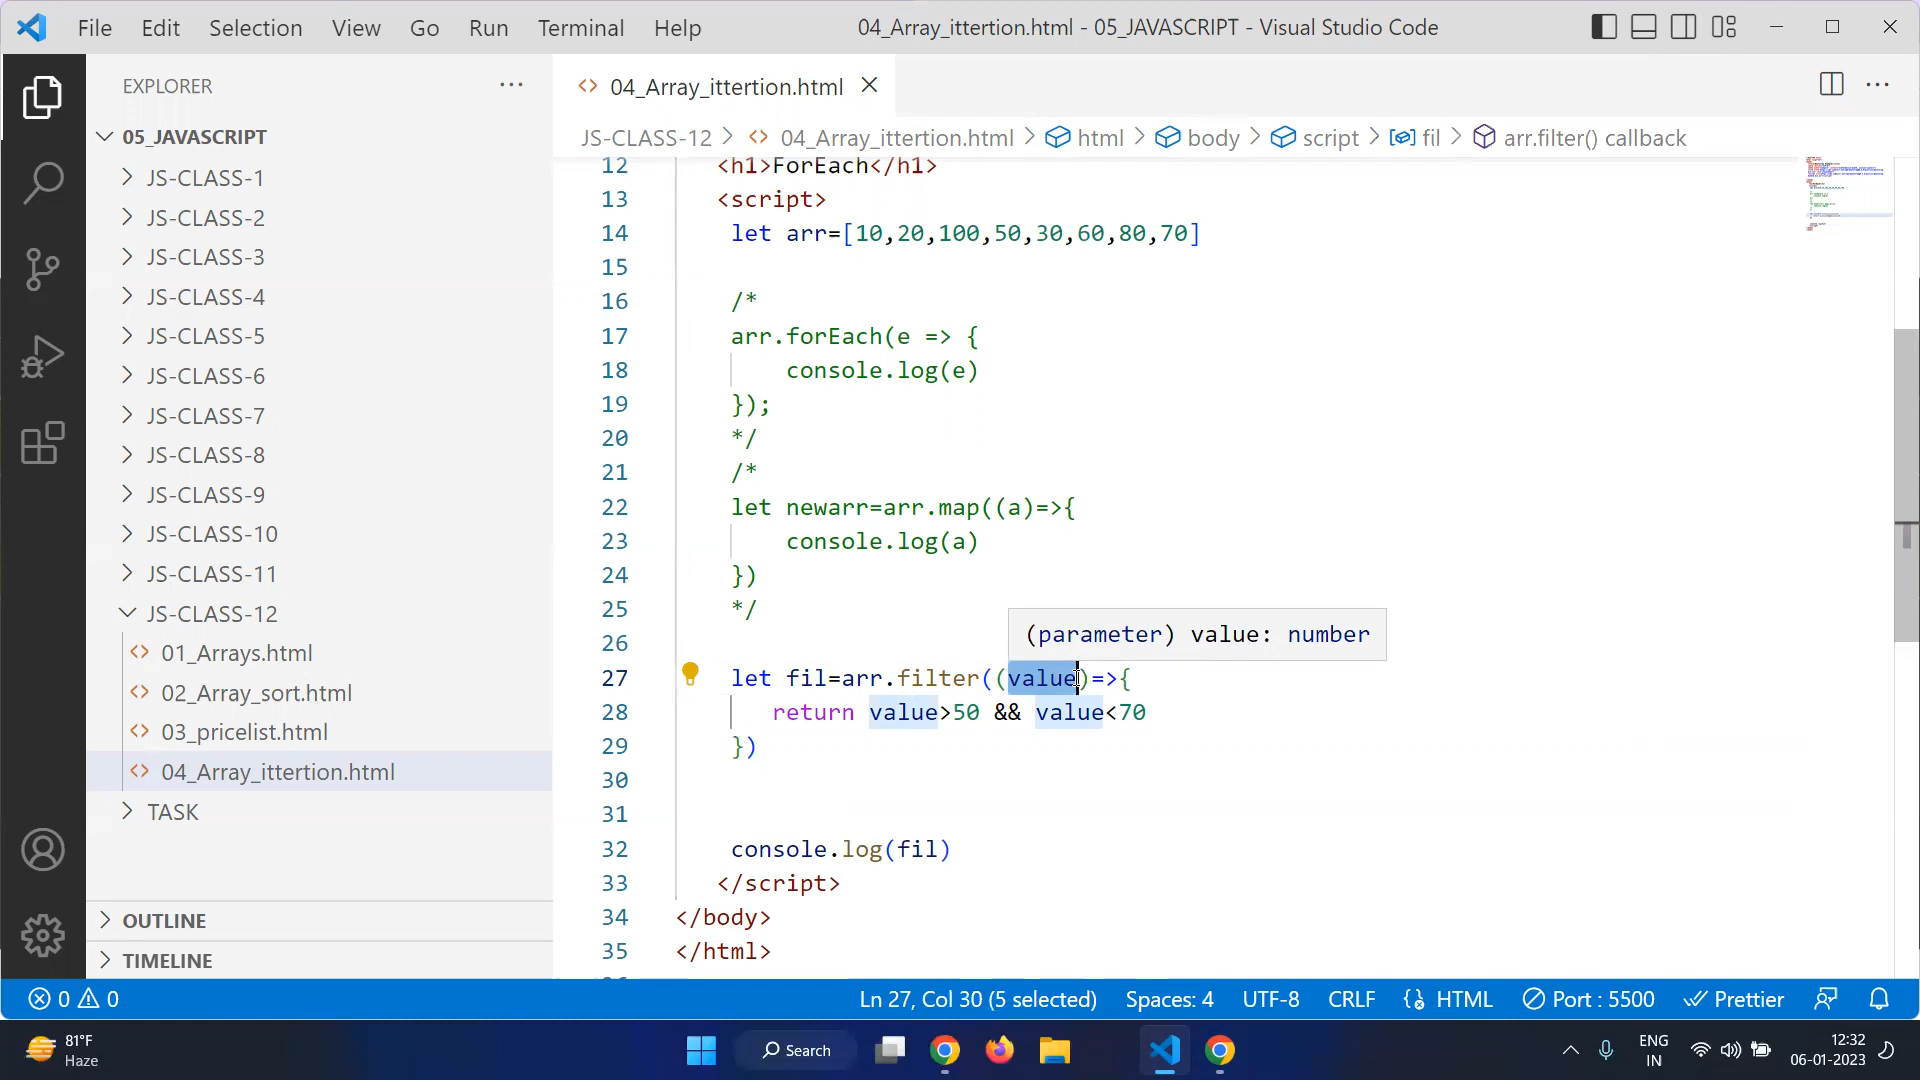 File Edit Selection View Go Run Terminal Help
04_Array_ittertion.html - 05_JAVASCRIPT - Visual Studio Code
EXPLORER
05_JAVASCRIPT
JS-CLASS-1
JS-CLASS-2
JS-CLASS-3
JS-CLASS-4
JS-CLASS-5
JS-CLASS-6
JS-CLASS-7
JS-CLASS-8
JS-CLASS-9
JS-CLASS-10
JS-CLASS-11
JS-CLASS-12
01_Arrays.html
02_Array_sort.html
03_pricelist.html
04_Array_ittertion.html
TASK
OUTLINE
TIMELINE
04_Array_ittertion.html
JS-CLASS-12 > 04_Array_ittertion.html > html > body > script > fil > arr.filter() callback
12 <h1>ForEach</h1>
13 <script>
14 let arr=[10,20,100,50,30,60,80,70]
15
16 /*
17 arr.forEach(e => {
18 console.log(e)
19 });
20 */
21 /*
22 let newarr=arr.map((a)=>{
23 console.log(a)
24 })
25 */
26
(parameter) value: number
27 let fil=arr.filter((value)=>{
28 return value>50 && value<70
29 })
30
31
32 console.log(fil)
33 </script>
34 </body>
35 </html>
0 0
Ln 27, Col 30 (5 selected) Spaces: 4 UTF-8 CRLF HTML Port : 5500 Prettier
81°F
Haze
Search
ENG
IN
12:32
06-01-2023